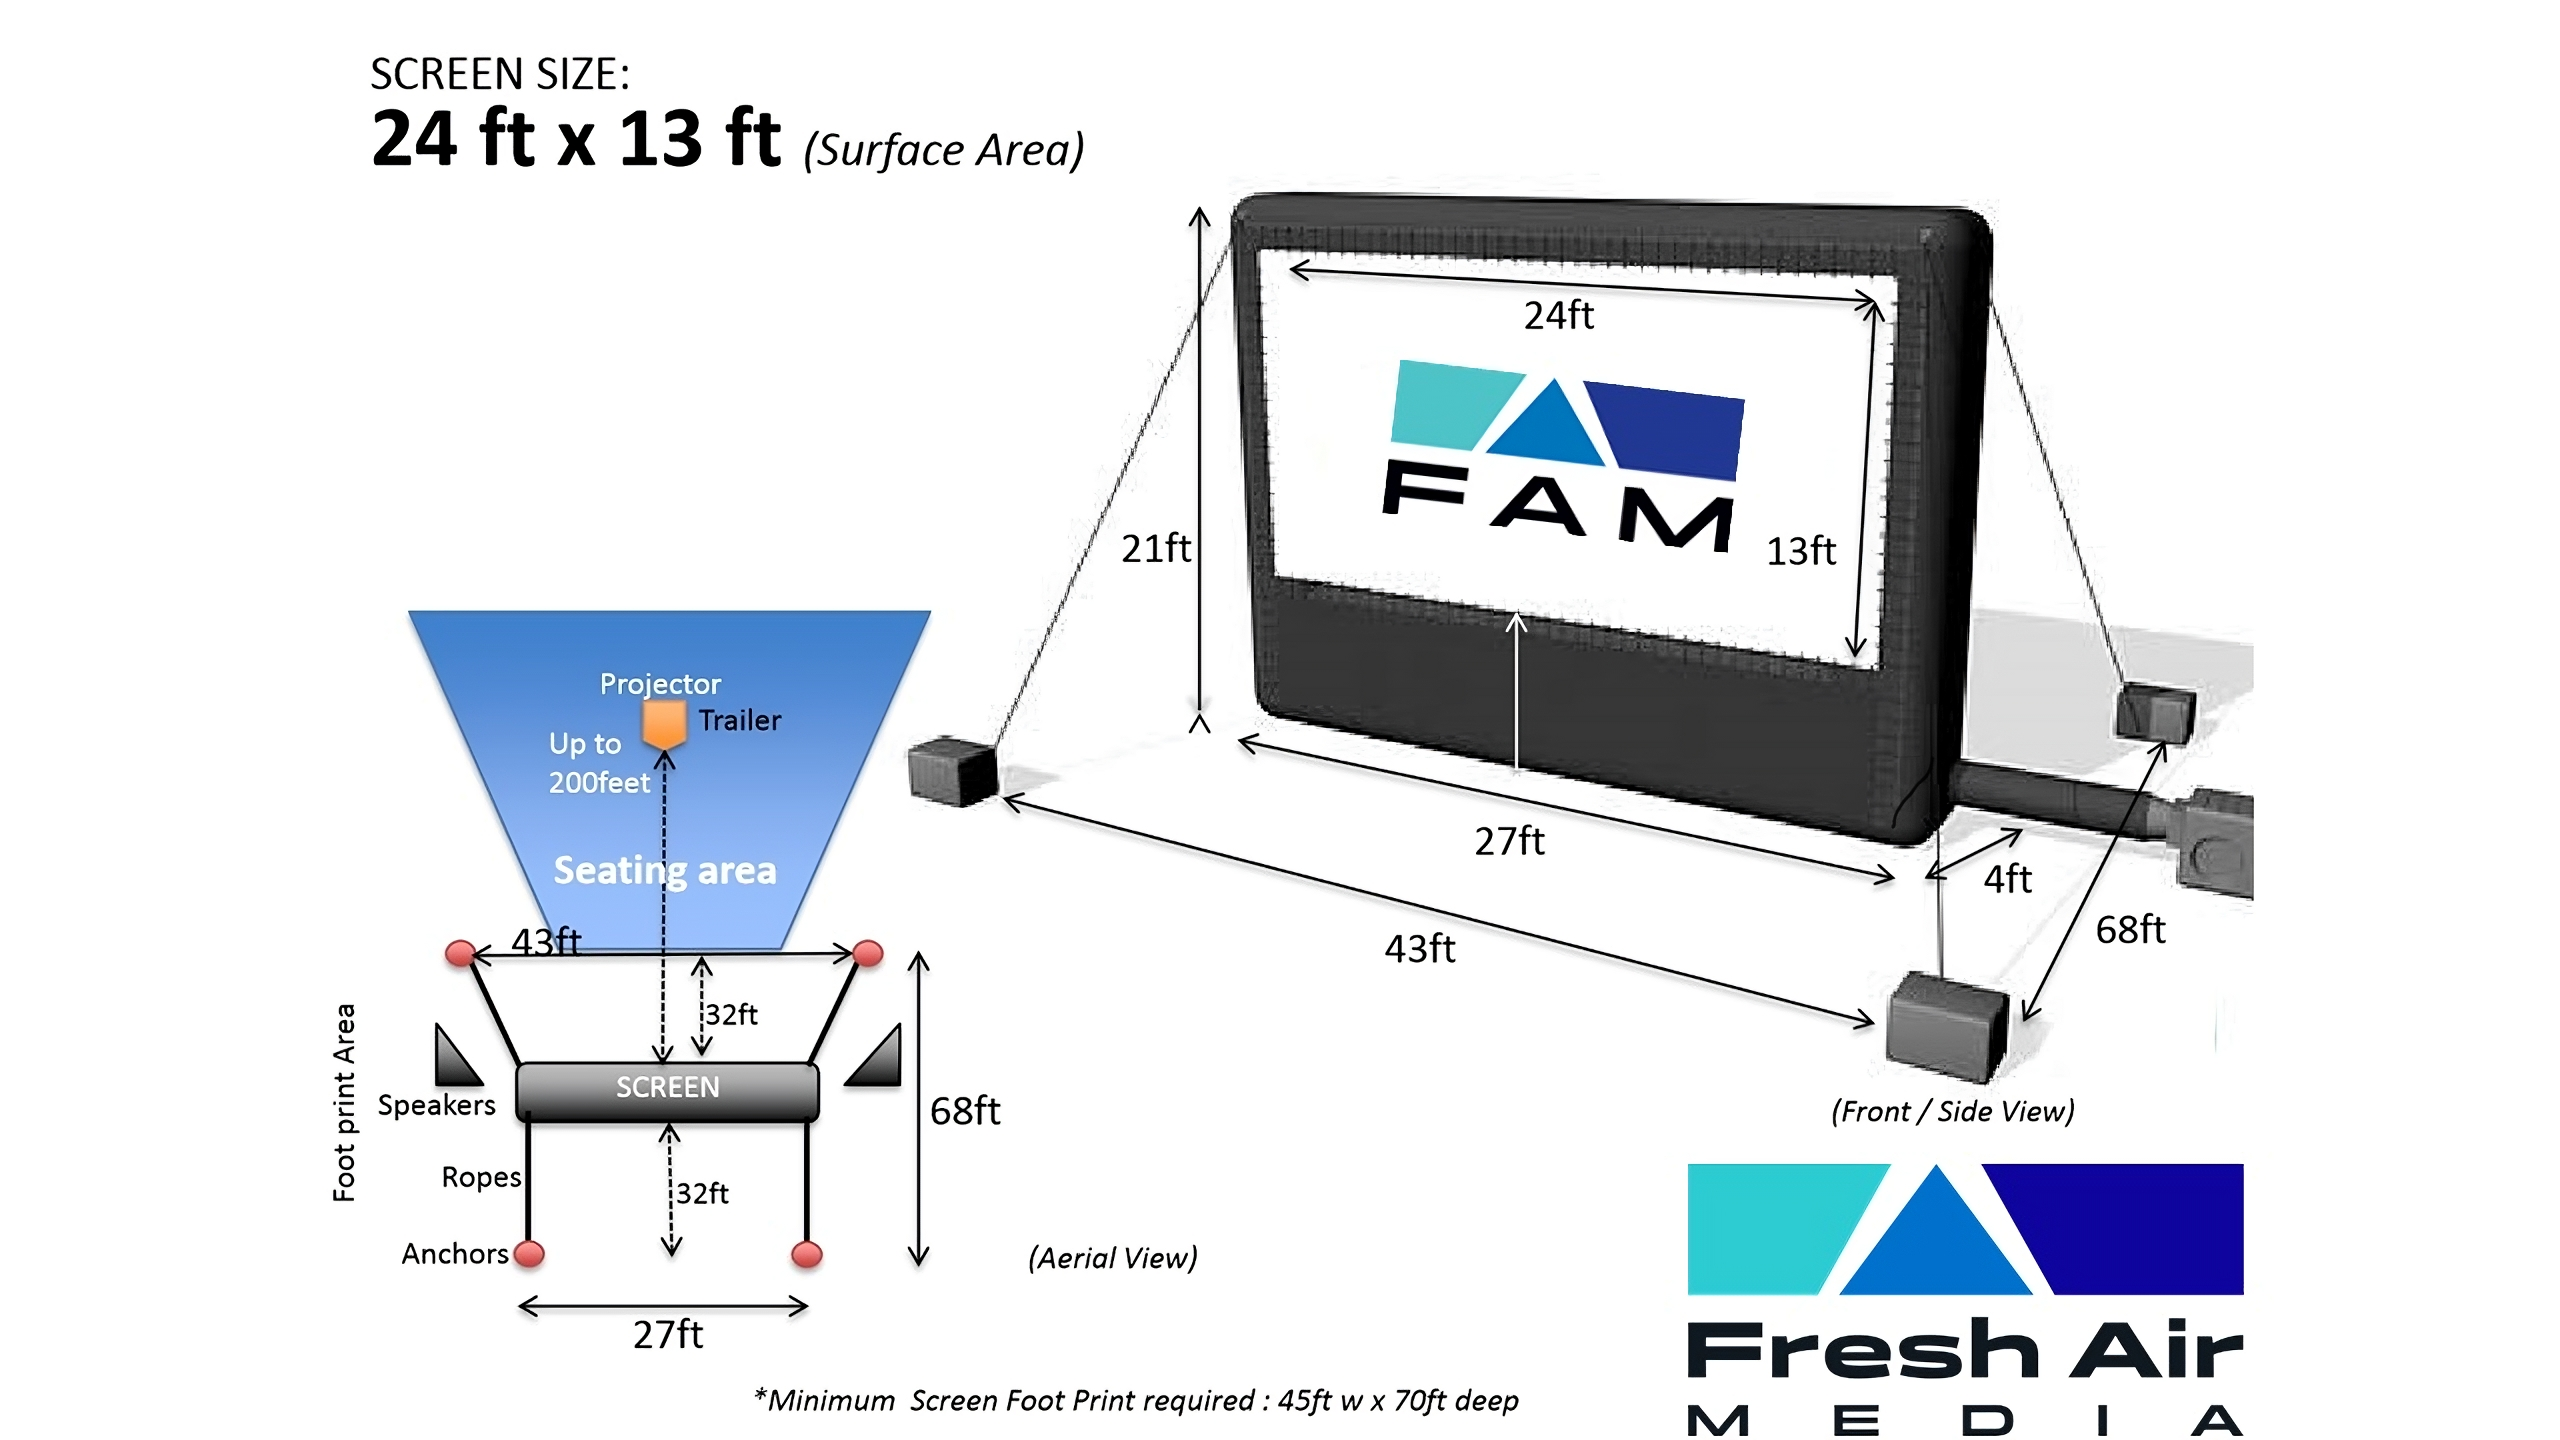 SCREEN SIZE:
24 ft x 13 ft (Surface Area)
24ft
FAM
21ft
13ft
27ft
4ft
43ft
68ft
(Front / Side View)
Projector
Trailer
Up to
200feet
Seating area
43ft
32ft
Foot print Area
SCREEN
Speakers
68ft
Ropes
32ft
Anchors
(Aerial View)
27ft
*Minimum Screen Foot Print required : 45ft w x 70ft deep
Fresh Air
MEDIA